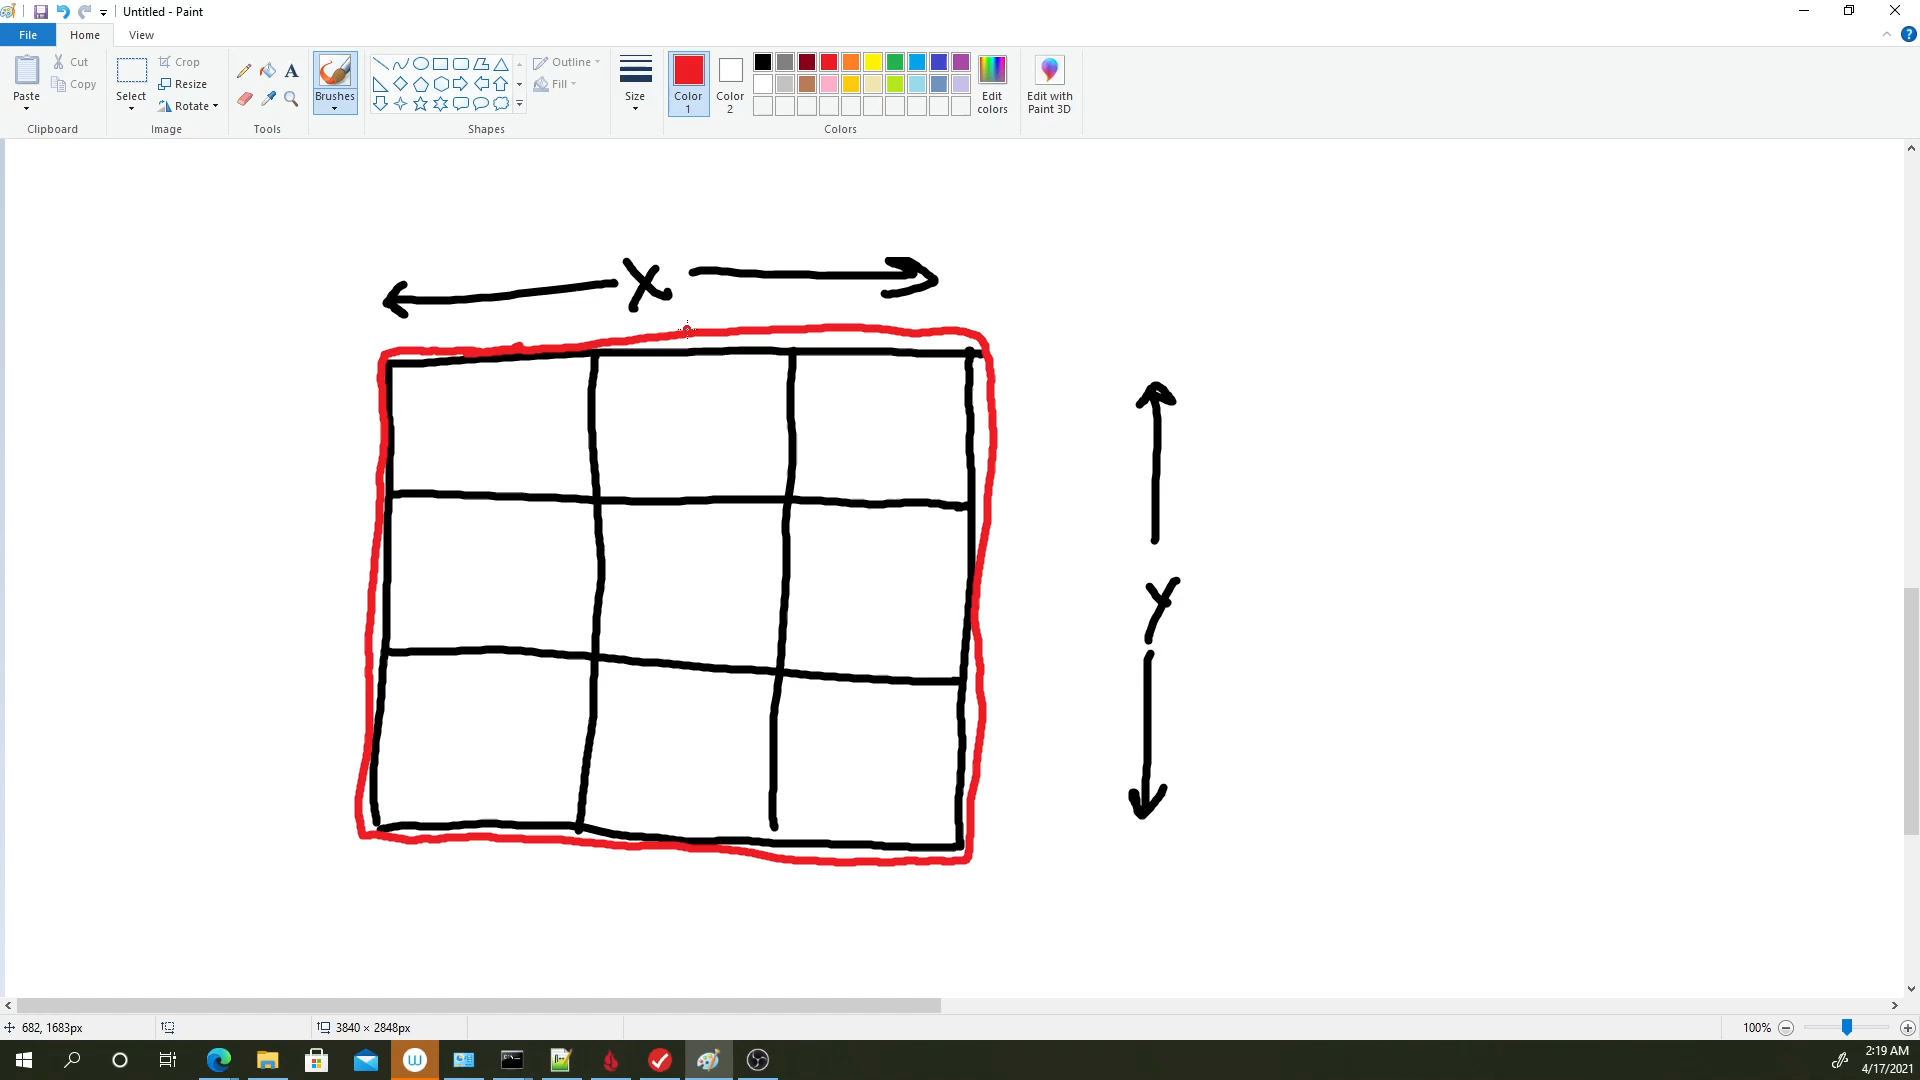 Untitled - Paint
File Home View
Paste
Cut
Copy
Clipboard
Select
Crop
Resize
Rotate
Image
Tools
Brushes
Shapes
Outline
Fill
Size
Color 1
Color 2
Edit colors
Colors
Edit with Paint 3D
X
Y
682, 1683px
3840 × 2848px
100%
2:19 AM
4/17/2021